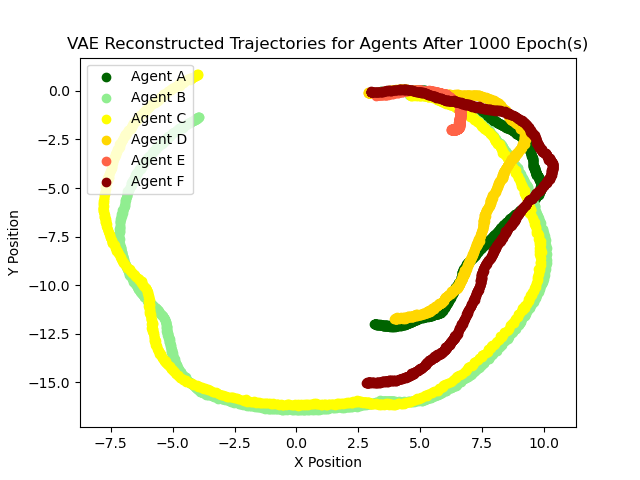 VAE Reconstructed Trajectories for Agents After 1000 Epoch(s)
Agent A
Agent B
Agent C
Agent D
Agent E
Agent F
0.0
−2.5
−5.0
−7.5
−10.0
−12.5
−15.0
Y Position
−7.5 −5.0 −2.5 0.0 2.5 5.0 7.5 10.0
X Position